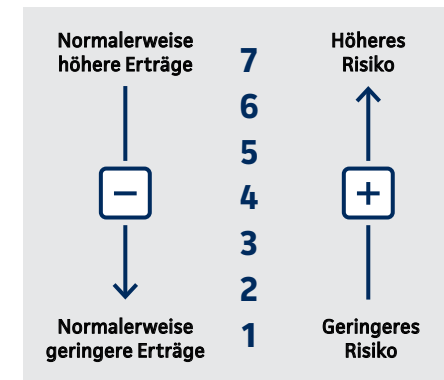 Normalerweise
höhere Erträge
7
6
5
4
3
2
1
Höheres
Risiko
−
+
Normalerweise
geringere Erträge
Geringeres
Risiko